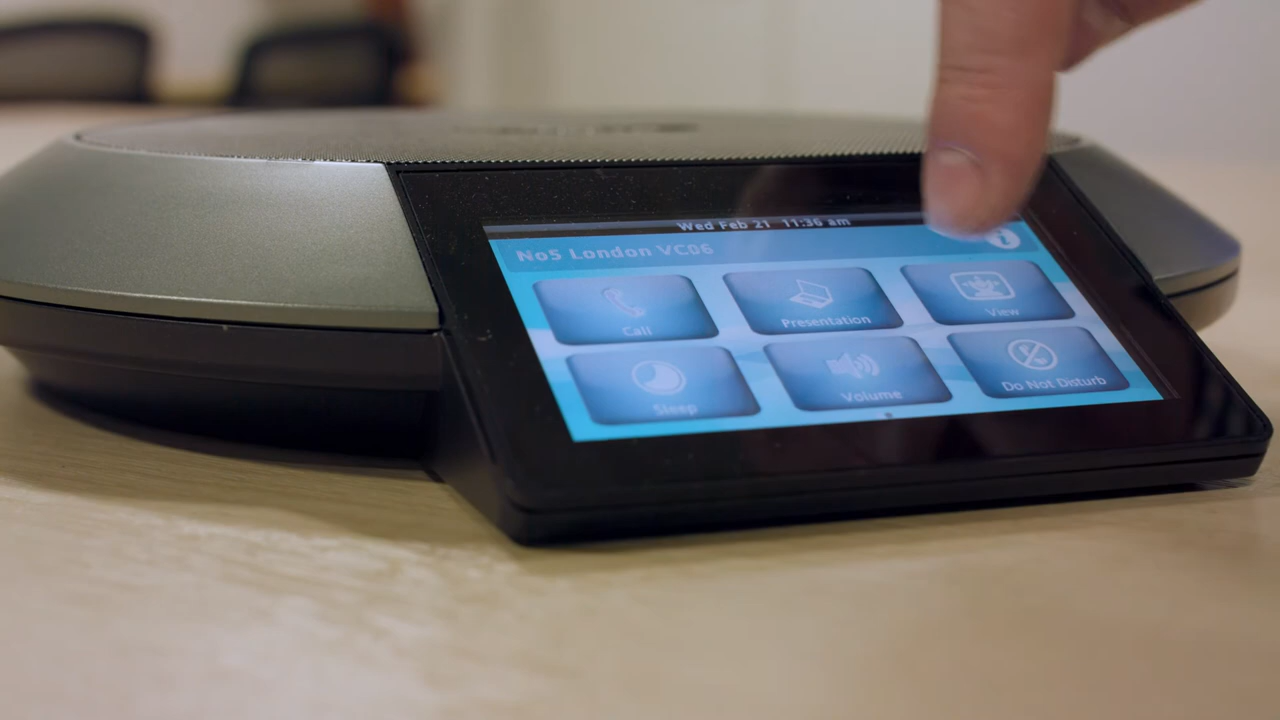 Wed Feb 21 11:36 am
No5 London VC06
Call
Presentation
View
Sleep
Volume
Do Not Disturb